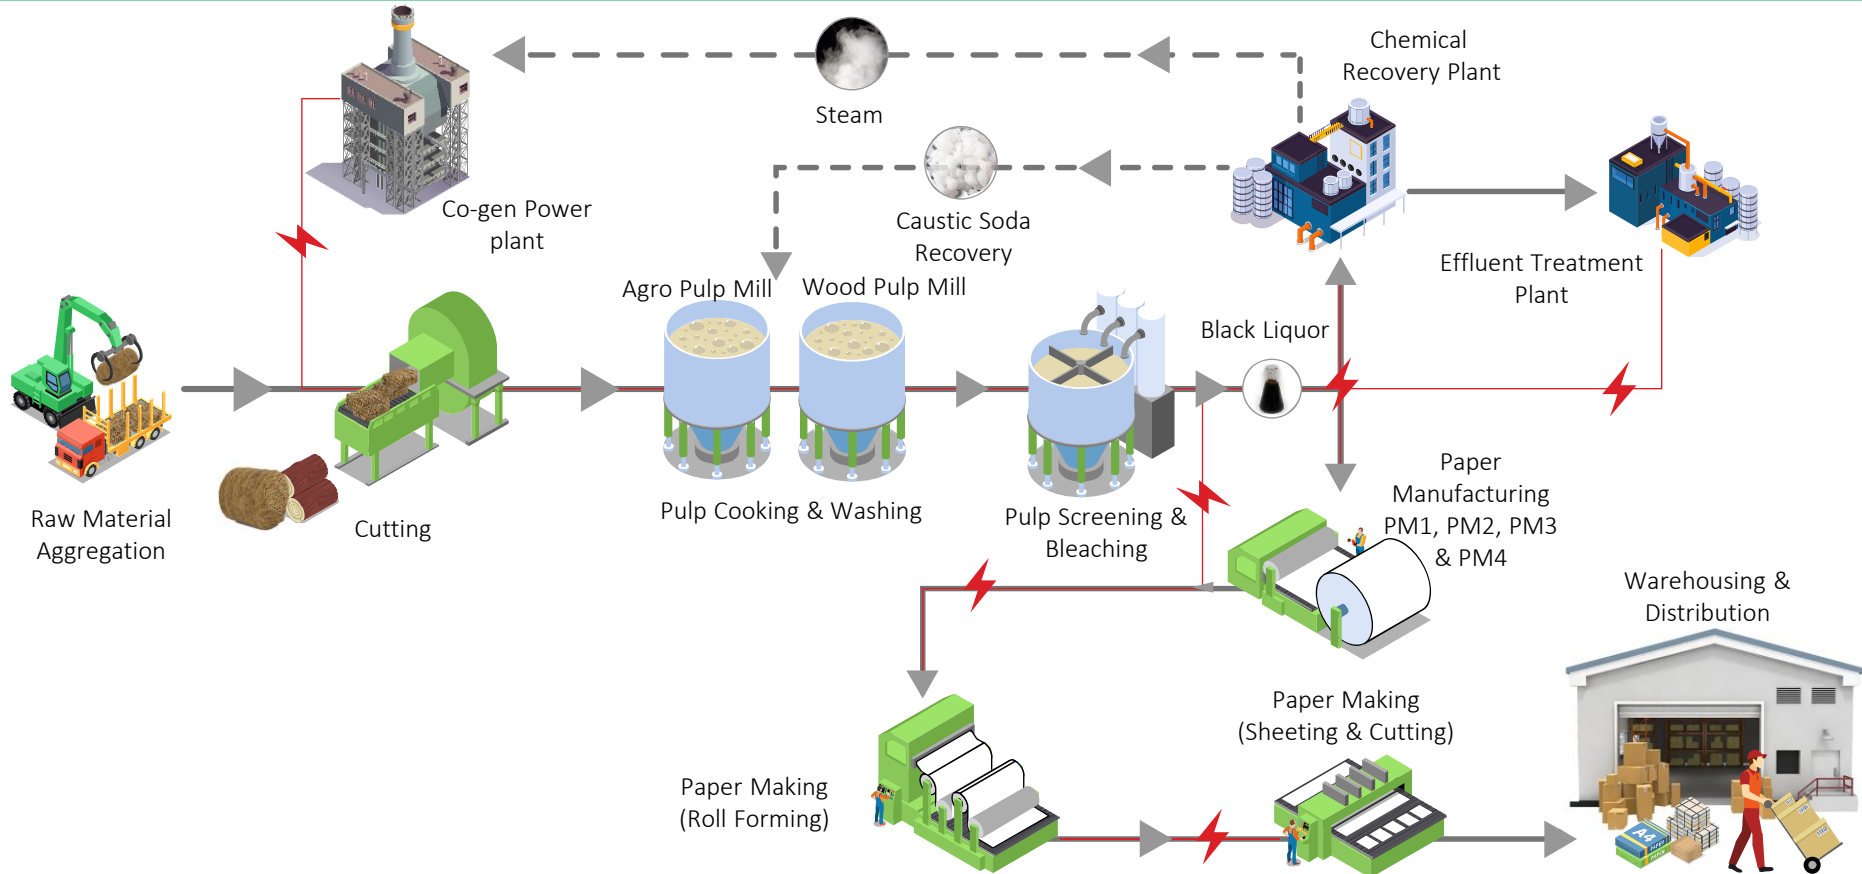 Chemical
Recovery Plant
Steam
Co-gen Power
plant
Caustic Soda
Recovery
Effluent Treatment
Plant
Agro Pulp Mill
Wood Pulp Mill
Black Liquor
Raw Material
Aggregation
Cutting
Pulp Cooking & Washing
Pulp Screening &
Bleaching
Paper
Manufacturing
PM1, PM2, PM3
& PM4
Warehousing &
Distribution
Paper Making
(Roll Forming)
Paper Making
(Sheeting & Cutting)
A4
PAPER